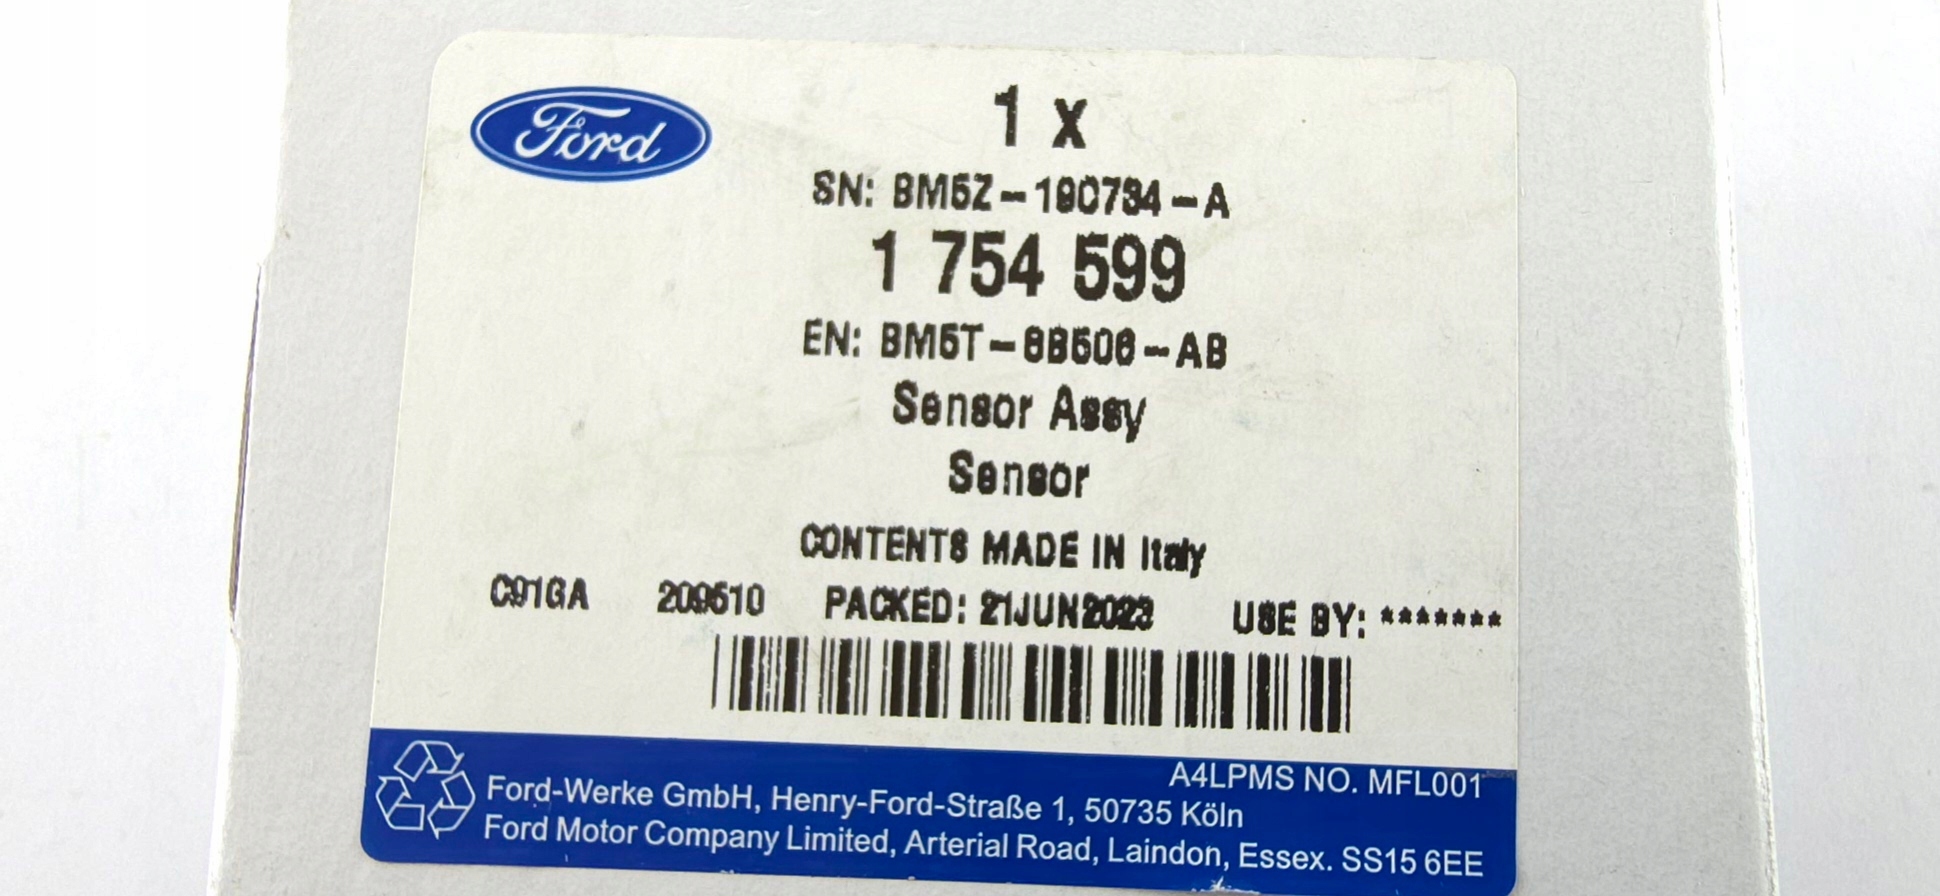 Ford
1 x
SN: BM5Z-19C734-A
1 754 599
EN: BM5T-8B508-AB
Sensor Assy
Sensor
CONTENTS MADE IN Italy
C91GA 209510 PACKED: 21JUN2023 USE BY: *******
A4LPMS NO. MFL001
Ford-Werke GmbH, Henry-Ford-Straße 1, 50735 Köln
Ford Motor Company Limited, Arterial Road, Laindon, Essex. SS15 6EE